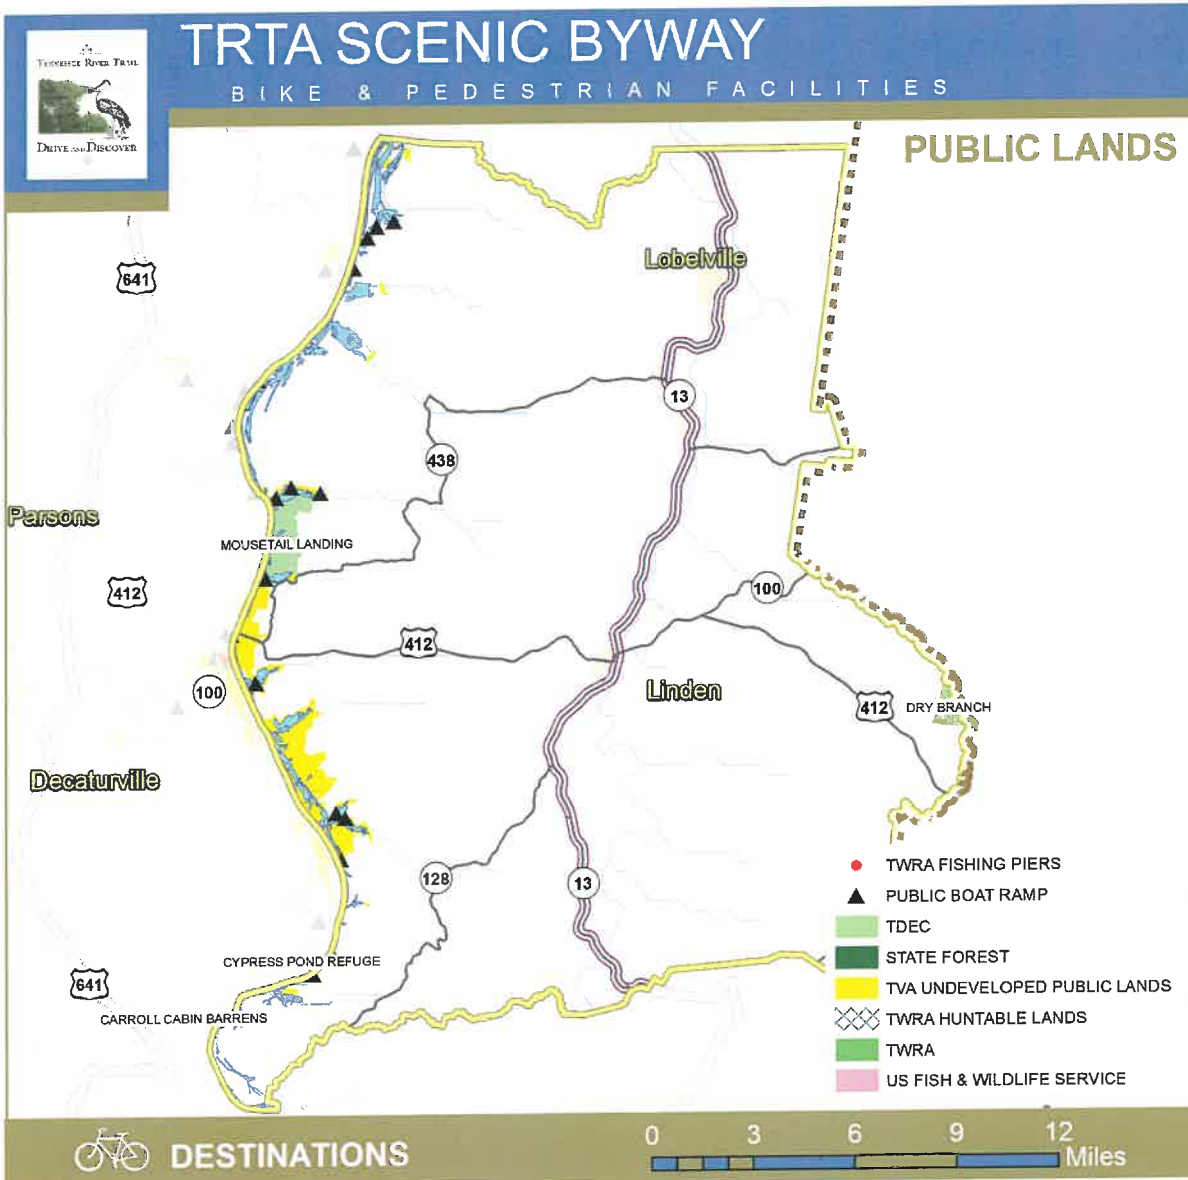 TRTA SCENIC BYWAY
BIKE & PEDESTRIAN FACILITIES
TENNESSEE RIVER TRAIL
DRIVE AND DISCOVER
PUBLIC LANDS
641
Lobelville
13
438
Parsons
MOUSETAIL LANDING
412
100
412
100
Linden
412
DRY BRANCH
Decaturville
128
13
CYPRESS POND REFUGE
641
CARROLL CABIN BARRENS
TWRA FISHING PIERS
PUBLIC BOAT RAMP
TDEC
STATE FOREST
TVA UNDEVELOPED PUBLIC LANDS
TWRA HUNTABLE LANDS
TWRA
US FISH & WILDLIFE SERVICE
DESTINATIONS
0 3 6 9 12
Miles